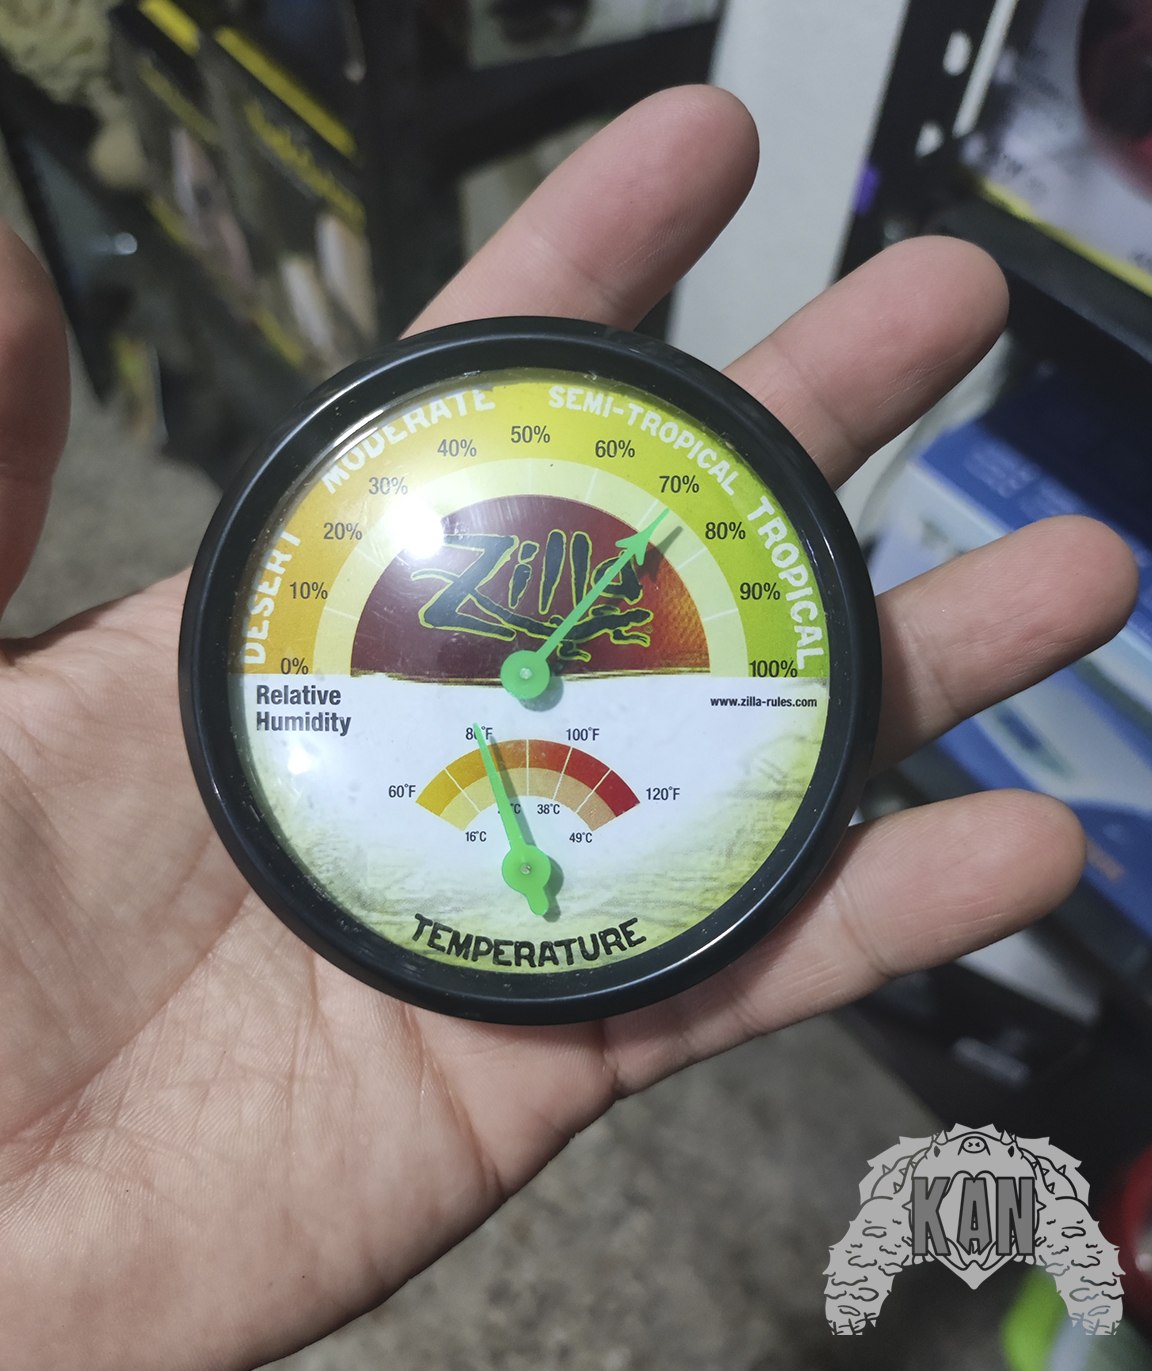 DESERT
MODERATE
SEMI-TROPICAL
TROPICAL
0%
10%
20%
30%
40%
50%
60%
70%
80%
90%
100%
Zilla
Relative
Humidity
www.zilla-rules.com
60°F
80°F
100°F
120°F
16°C
38°C
49°C
TEMPERATURE
KAN